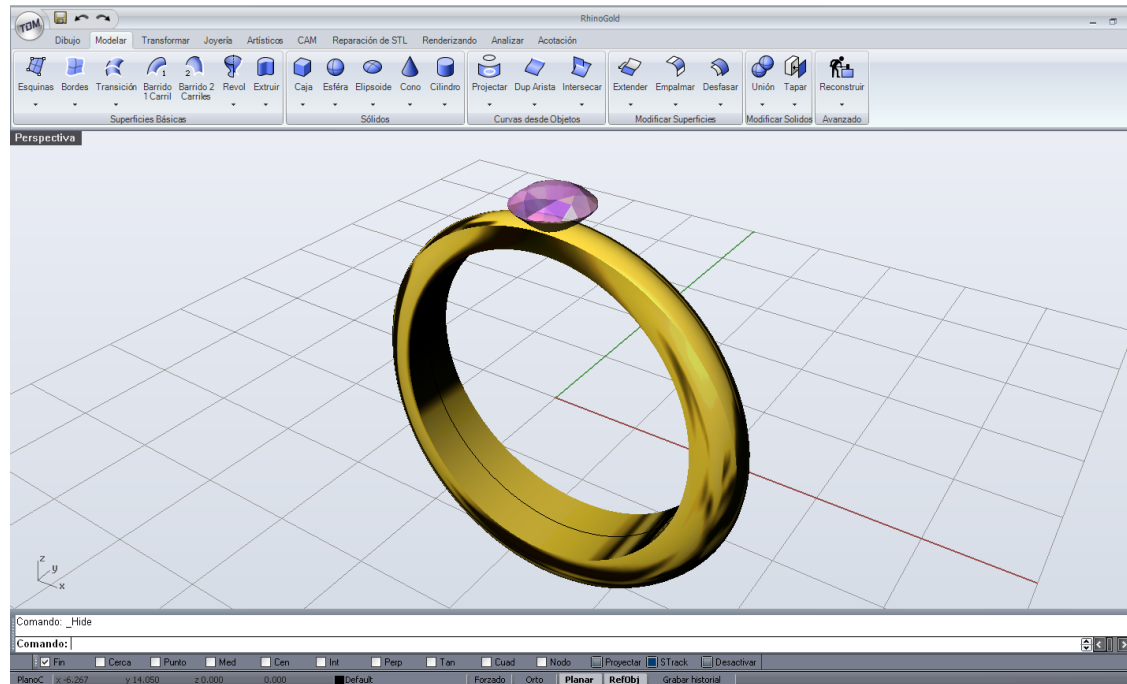 RhinoGold
TDM
Dibujo Modelar Transformar Joyería Artísticos CAM Reparación de STL Renderizando Analizar Acotación
Esquinas Bordes Transición Barrido 1 Carril Barrido 2 Carriles Revol Extruir Caja Esféra Elipsoide Cono Cilindro Projectar Dup Arista Intersecar Extender Empalmar Desfasar Unión Tapar Reconstruir
Superficies Básicas Sólidos Curvas desde Objetos Modificar Superficies Modificar Solidos Avanzado
Perspectiva
z
y
x
Comando: _Hide
Comando:
Fin Cerca Punto Med Cen Int Perp Tan Cuad Nodo Proyectar STrack Desactivar
PlanoC x -6.267 y 14.050 z 0.000 0.000 Default Forzado Orto Planar RefObj Grabar historial